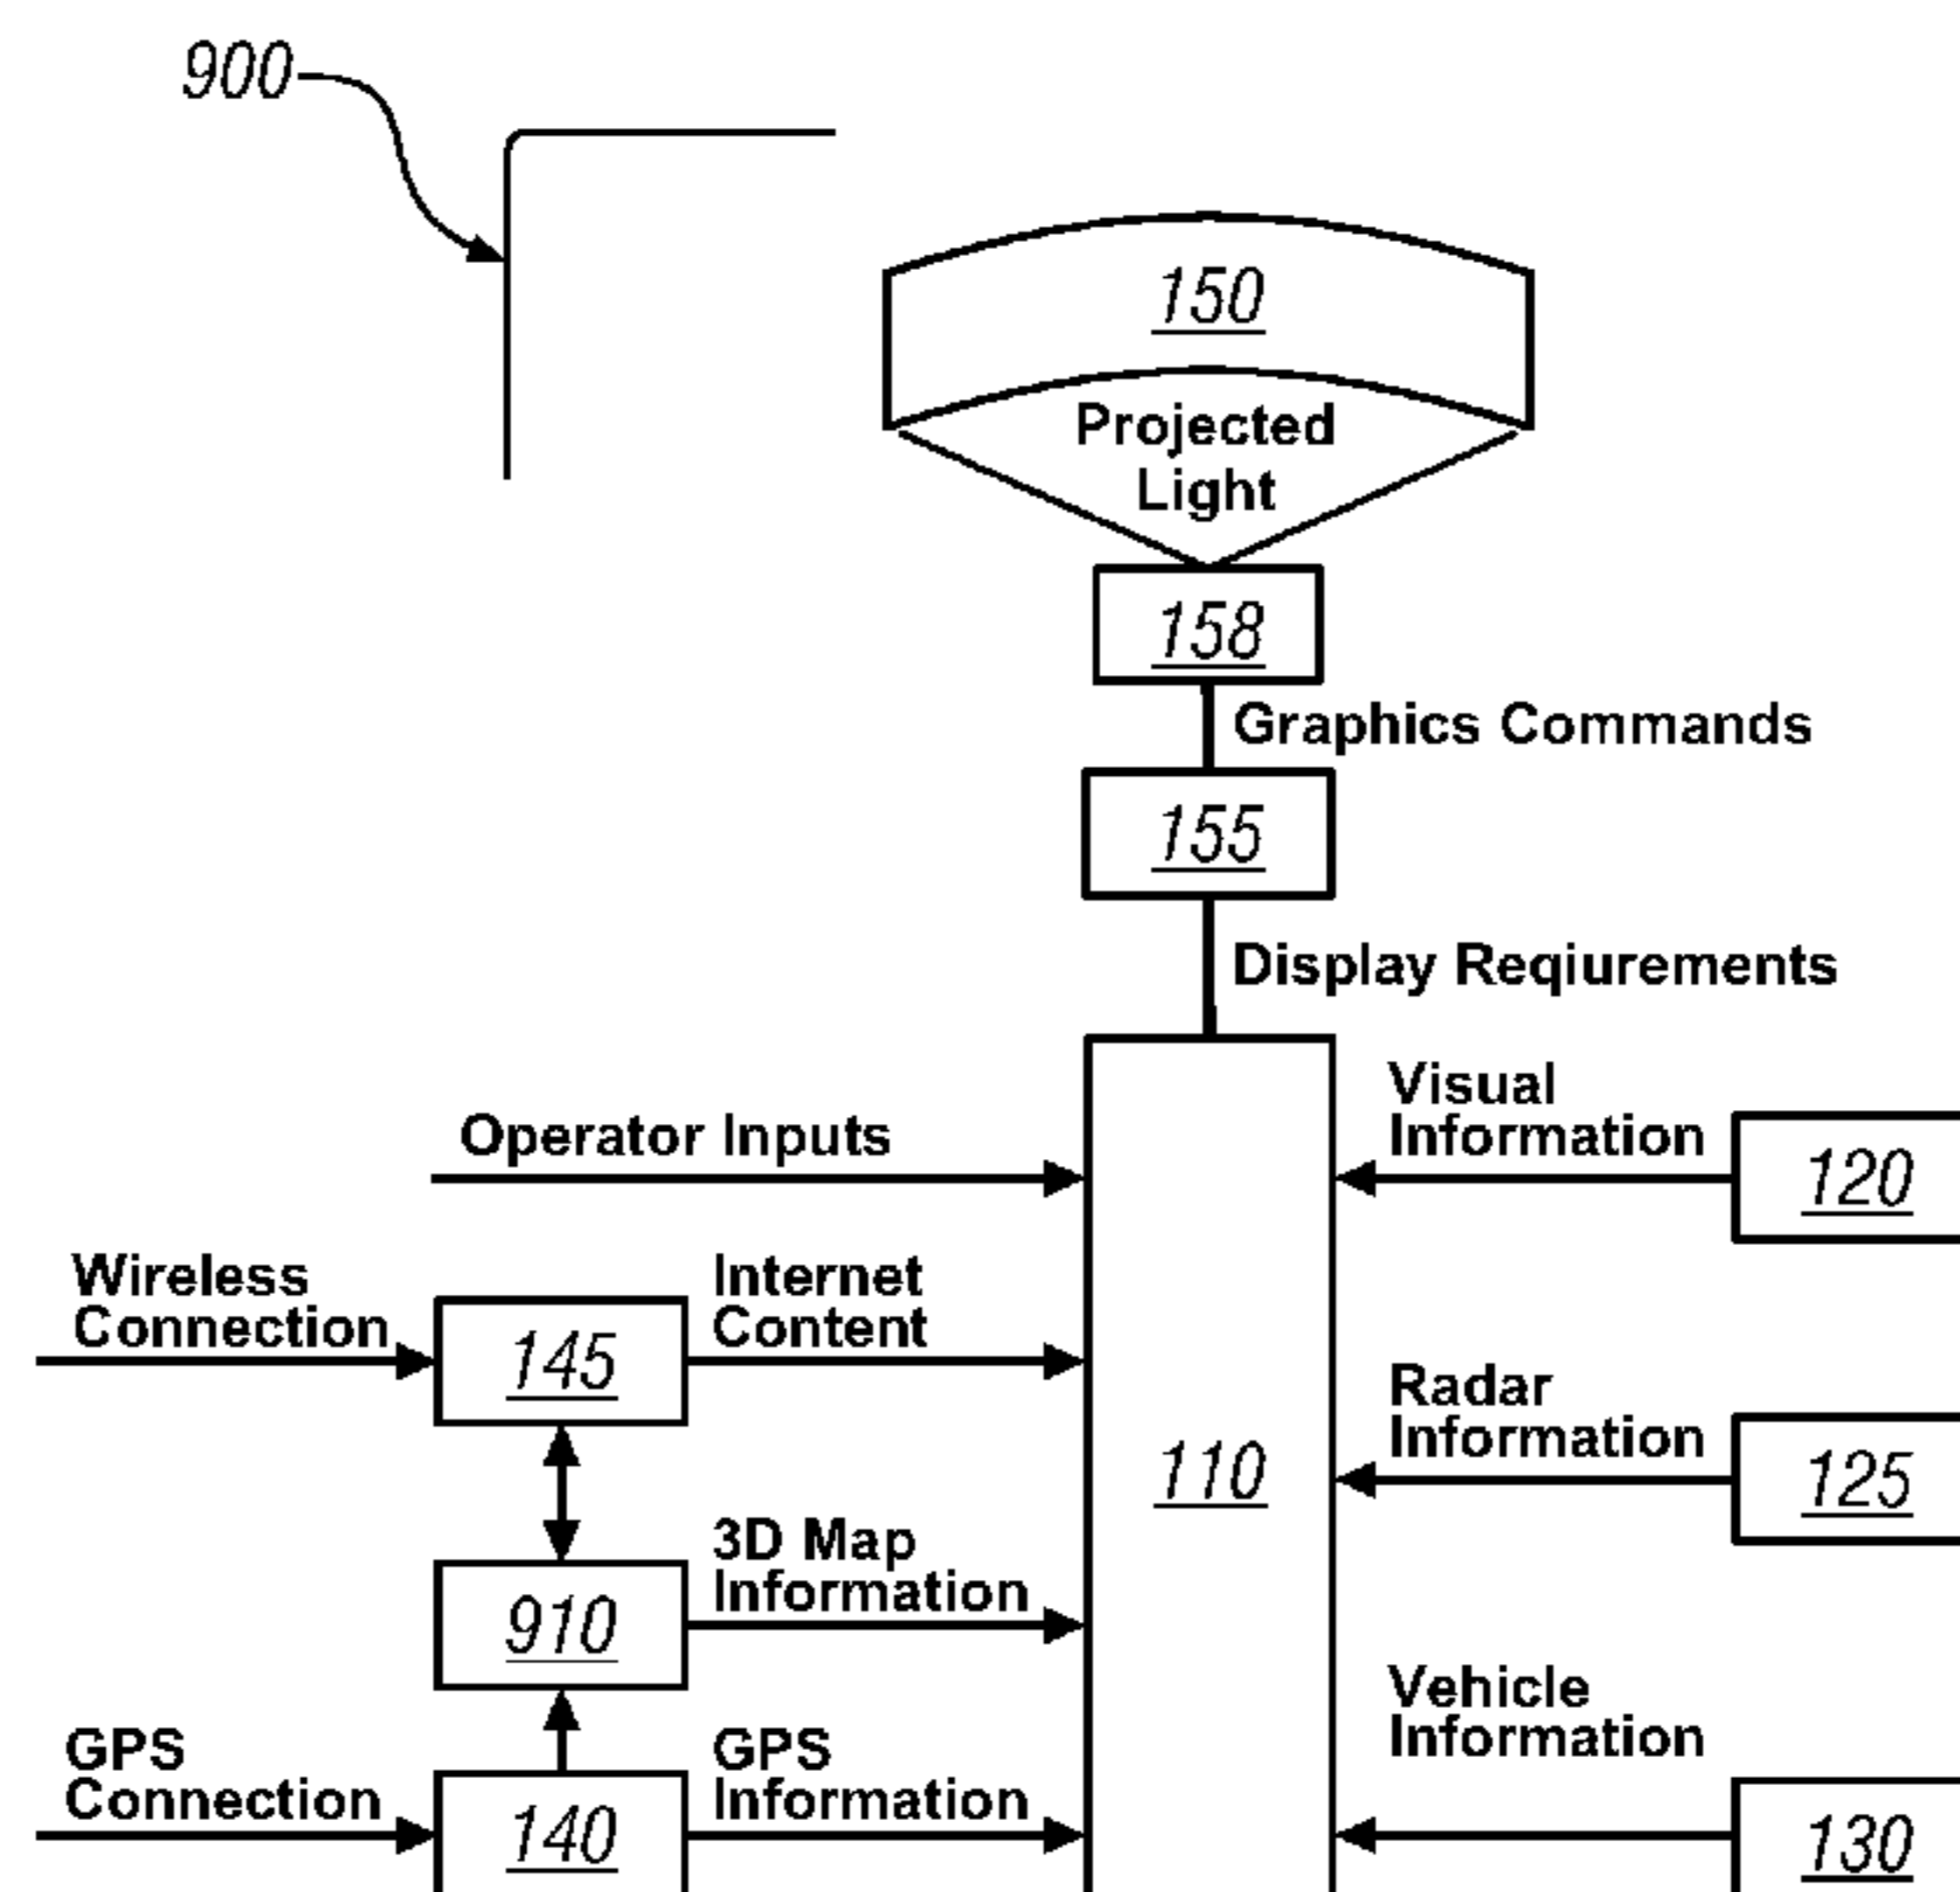 900
150
Projected
Light
158
Graphics Commands
155
Display Reqiurements
Visual
Information
Operator Inputs
120
Wireless
Connection
Internet
Content
145
Radar
Information
110
125
3D Map
Information
910
Vehicle
Information
GPS
Connection
GPS
Information
140
130